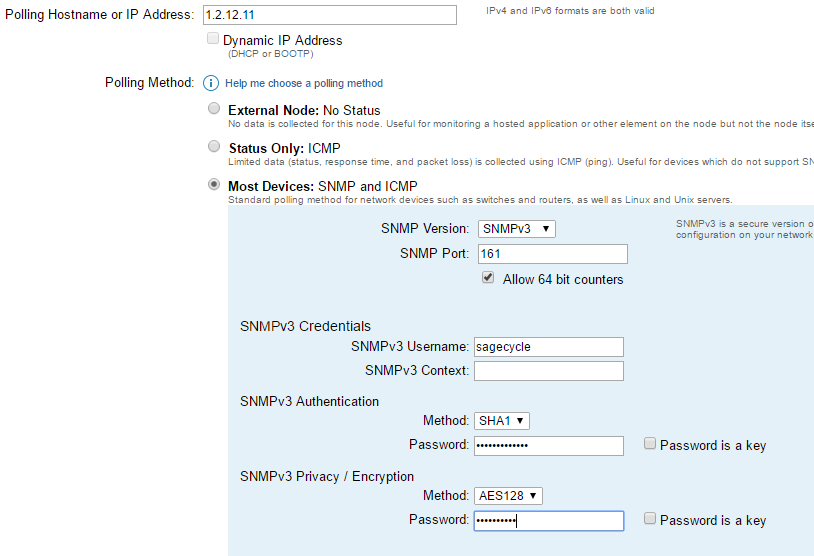 Polling Hostname or IP Address: 1.2.12.11 IPv4 and IPv6 formats are both valid
Dynamic IP Address
(DHCP or BOOTP)
Polling Method: i Help me choose a polling method
External Node: No Status
No data is collected for this node. Useful for monitoring a hosted application or other element on the node but not the node itse
Status Only: ICMP
Limited data (status, response time, and packet loss) is collected using ICMP (ping). Useful for devices which do not support SN
Most Devices: SNMP and ICMP
Standard polling method for network devices such as switches and routers, as well as Linux and Unix servers.
SNMP Version: SNMPv3 SNMPv3 is a secure version o
configuration on your network
SNMP Port: 161
Allow 64 bit counters
SNMPv3 Credentials
SNMPv3 Username: sagecycle
SNMPv3 Context:
SNMPv3 Authentication
Method: SHA1
Password: ••••••••••••• Password is a key
SNMPv3 Privacy / Encryption
Method: AES128
Password: •••••••••• Password is a key